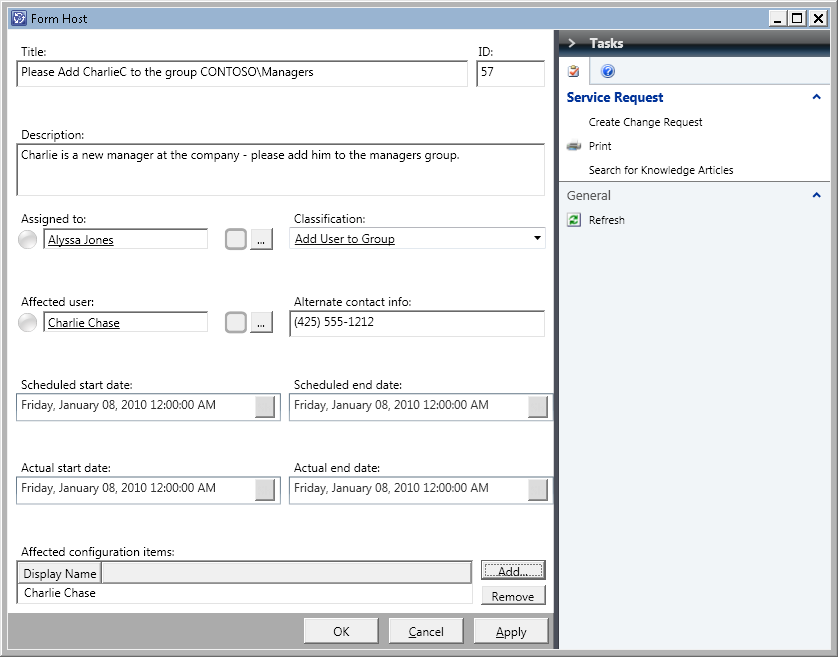 Form Host
Title:
ID:
Please Add CharlieC to the group CONTOSO\Managers
57
Description:
Charlie is a new manager at the company - please add him to the managers group.
Assigned to:
Classification:
Alyssa Jones
...
Add User to Group
Affected user:
Alternate contact info:
Charlie Chase
...
(425) 555-1212
Scheduled start date:
Scheduled end date:
Friday, January 08, 2010 12:00:00 AM
Friday, January 08, 2010 12:00:00 AM
Actual start date:
Actual end date:
Friday, January 08, 2010 12:00:00 AM
Friday, January 08, 2010 12:00:00 AM
Affected configuration items:
Display Name
Add...
Charlie Chase
Remove
OK
Cancel
Apply
Tasks
Service Request
Create Change Request
Print
Search for Knowledge Articles
General
Refresh